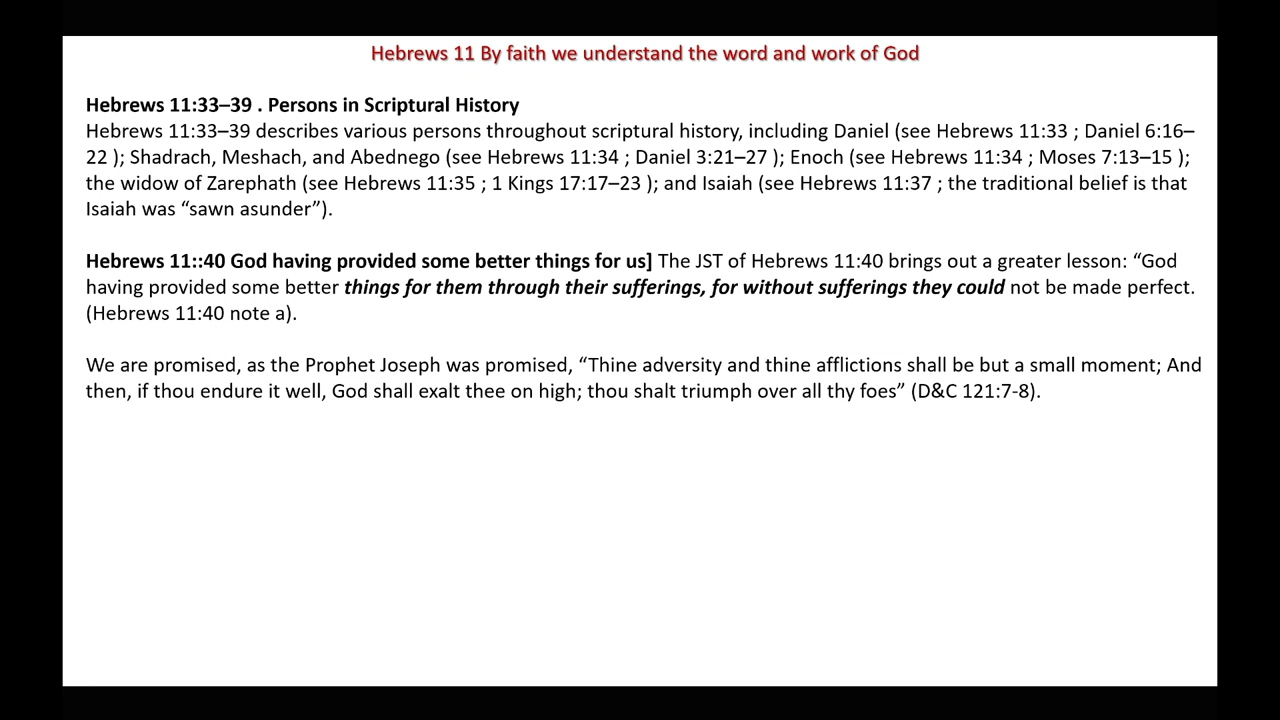 Hebrews 11 By faith we understand the word and work of God
Hebrews 11:33–39 . Persons in Scriptural History
Hebrews 11:33–39 describes various persons throughout scriptural history, including Daniel (see Hebrews 11:33 ; Daniel 6:16–
22 ); Shadrach, Meshach, and Abednego (see Hebrews 11:34 ; Daniel 3:21–27 ); Enoch (see Hebrews 11:34 ; Moses 7:13–15 );
the widow of Zarephath (see Hebrews 11:35 ; 1 Kings 17:17–23 ); and Isaiah (see Hebrews 11:37 ; the traditional belief is that
Isaiah was “sawn asunder”).
Hebrews 11::40 God having provided some better things for us] The JST of Hebrews 11:40 brings out a greater lesson: “God
having provided some better things for them through their sufferings, for without sufferings they could not be made perfect.
(Hebrews 11:40 note a).
We are promised, as the Prophet Joseph was promised, “Thine adversity and thine afflictions shall be but a small moment; And
then, if thou endure it well, God shall exalt thee on high; thou shalt triumph over all thy foes” (D&C 121:7-8).